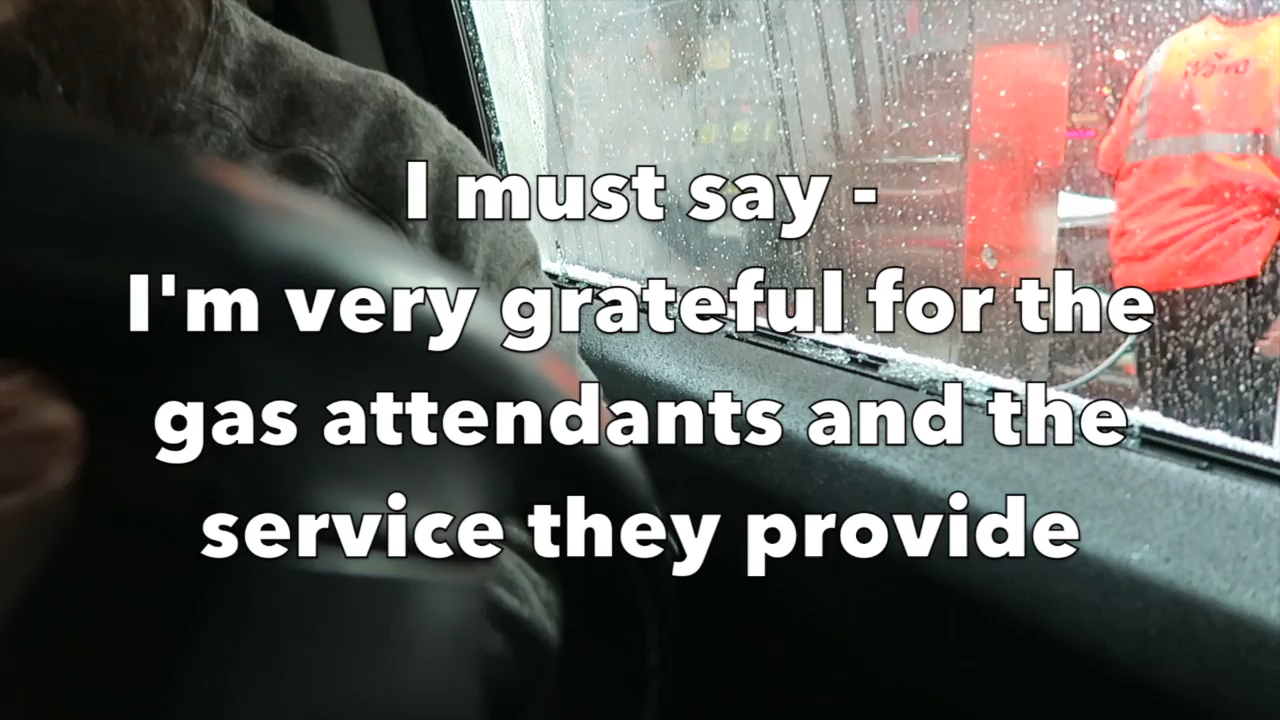 I must say -
I'm very grateful for the
gas attendants and the
service they provide